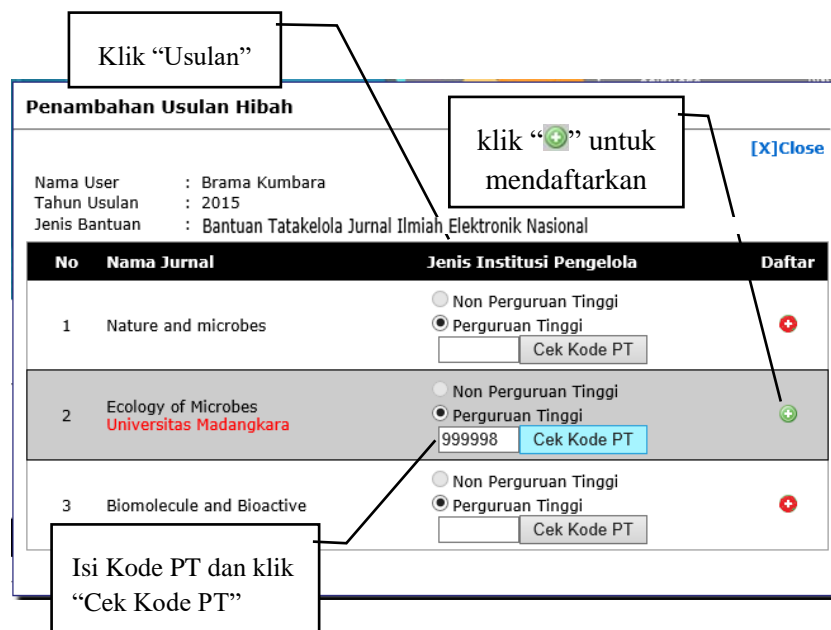 Klik “Usulan”
Penambahan Usulan Hibah
klik “ ” untuk
mendaftarkan
[X]Close
Nama User : Brama Kumbara
Tahun Usulan : 2015
Jenis Bantuan : Bantuan Tatakelola Jurnal Ilmiah Elektronik Nasional
No Nama Jurnal Jenis Institusi Pengelola Daftar
Non Perguruan Tinggi
1 Nature and microbes Perguruan Tinggi
Cek Kode PT
Non Perguruan Tinggi
2 Ecology of Microbes Perguruan Tinggi
Universitas Madangkara
999998 Cek Kode PT
Non Perguruan Tinggi
3 Biomolecule and Bioactive Perguruan Tinggi
Cek Kode PT
Isi Kode PT dan klik
“Cek Kode PT”